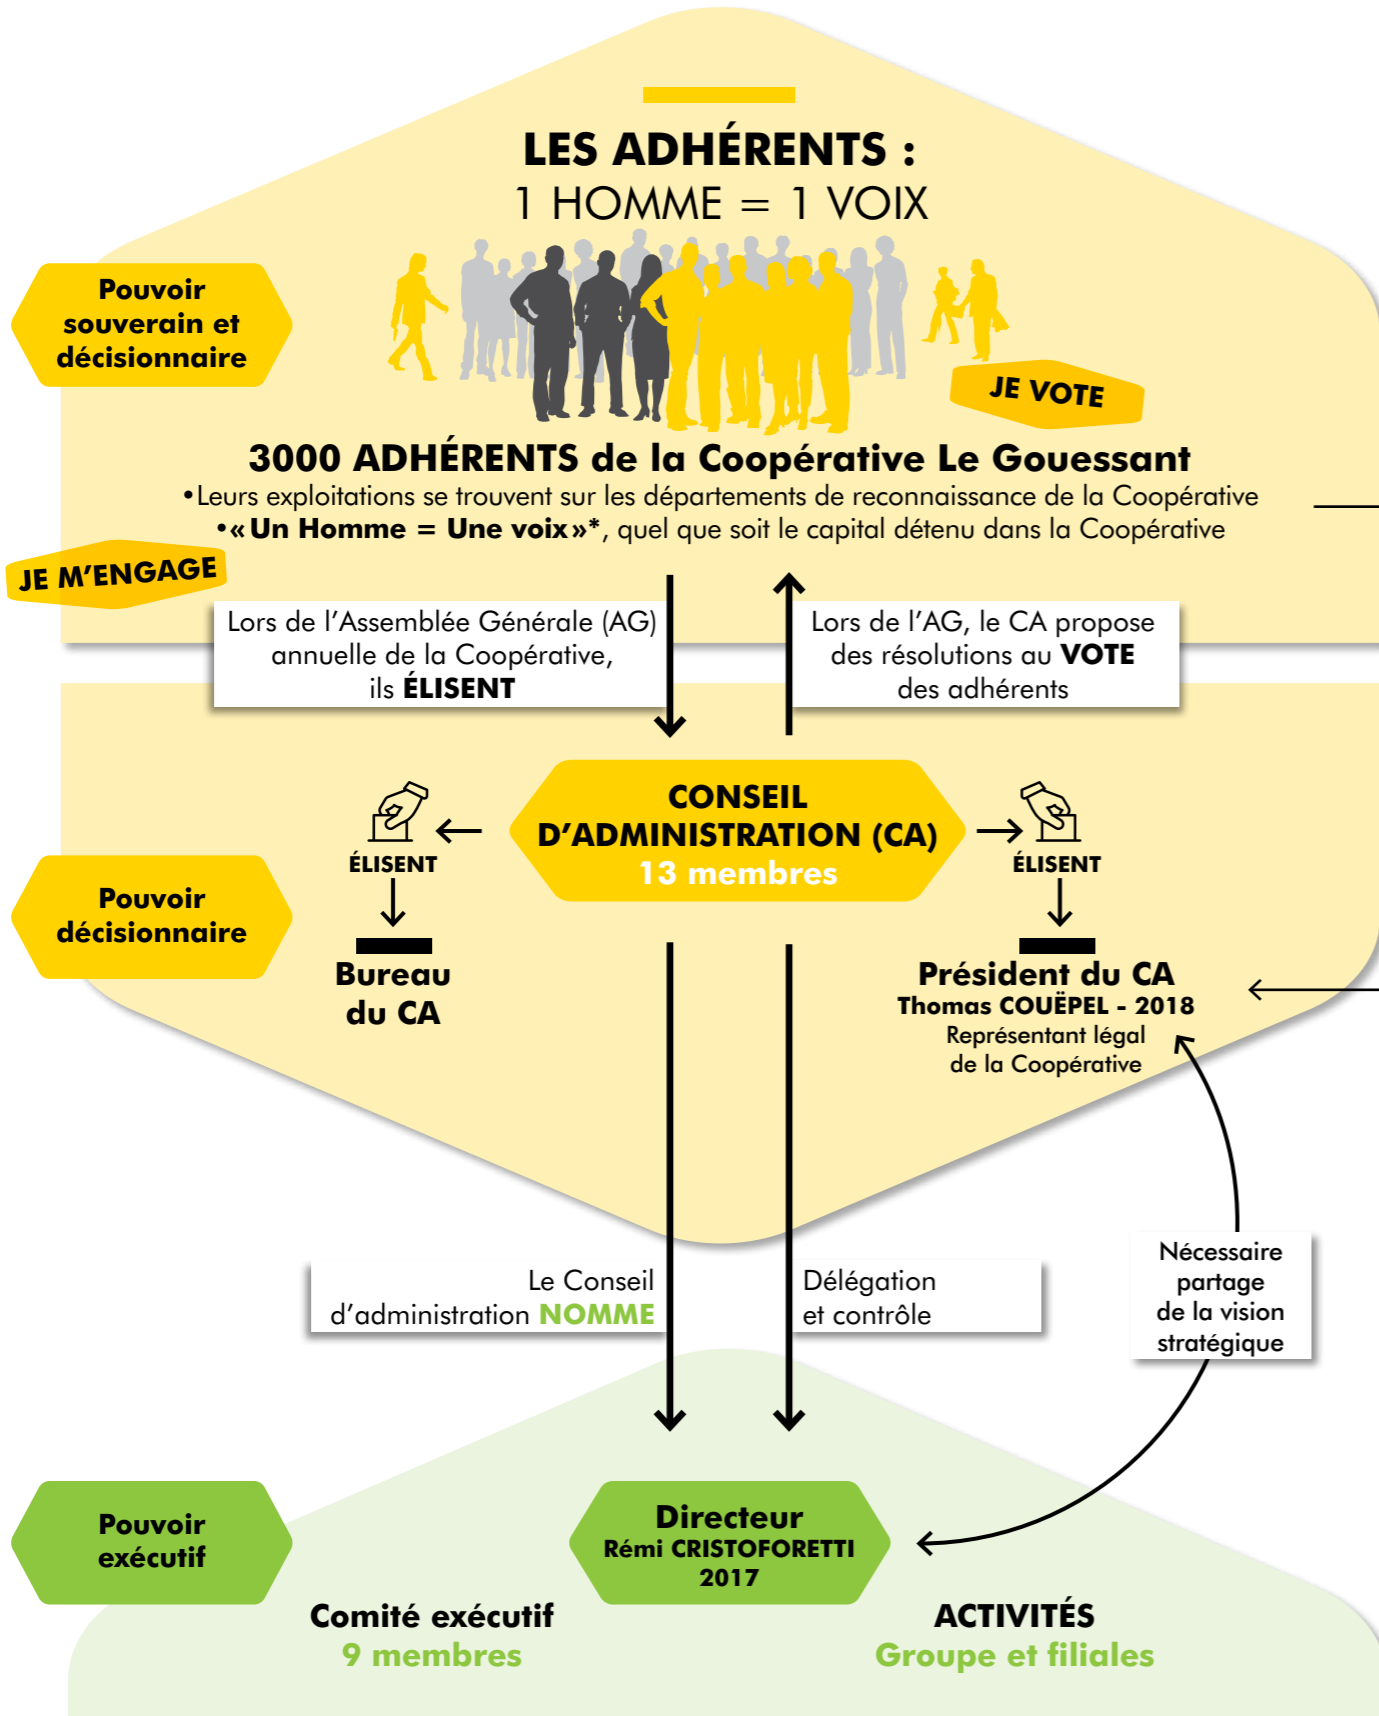 LES ADHÉRENTS :
1 HOMME = 1 VOIX
Pouvoir
souverain et
décisionnaire
JE VOTE
3000 ADHÉRENTS de la Coopérative Le Gouessant
•Leurs exploitations se trouvent sur les départements de reconnaissance de la Coopérative
•«Un Homme = Une voix»*, quel que soit le capital détenu dans la Coopérative
JE M'ENGAGE
Lors de l'Assemblée Générale (AG)
annuelle de la Coopérative,
ils ÉLISENT
Lors de l'AG, le CA propose
des résolutions au VOTE
des adhérents
CONSEIL
D'ADMINISTRATION (CA)
13 membres
ÉLISENT
ÉLISENT
Pouvoir
décisionnaire
Bureau
du CA
Président du CA
Thomas COUËPEL - 2018
Représentant légal
de la Coopérative
Le Conseil
d'administration NOMME
Délégation
et contrôle
Nécessaire
partage
de la vision
stratégique
Pouvoir
exécutif
Directeur
Rémi CRISTOFORETTI
2017
Comité exécutif
9 membres
ACTIVITÉS
Groupe et filiales